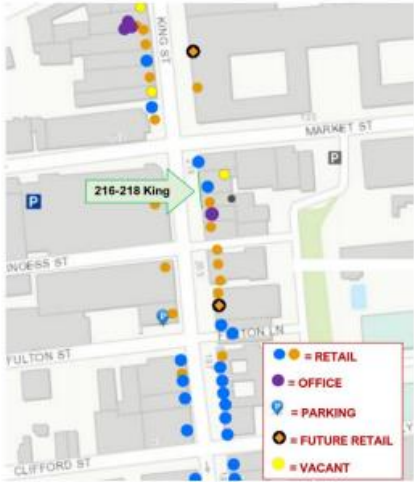 KING ST
MARKET ST
P
216-218 King
P
NCESS ST
P
TON LN
FULTON ST
= RETAIL
= OFFICE
P = PARKING
= FUTURE RETAIL
= VACANT
CLIFFORD ST